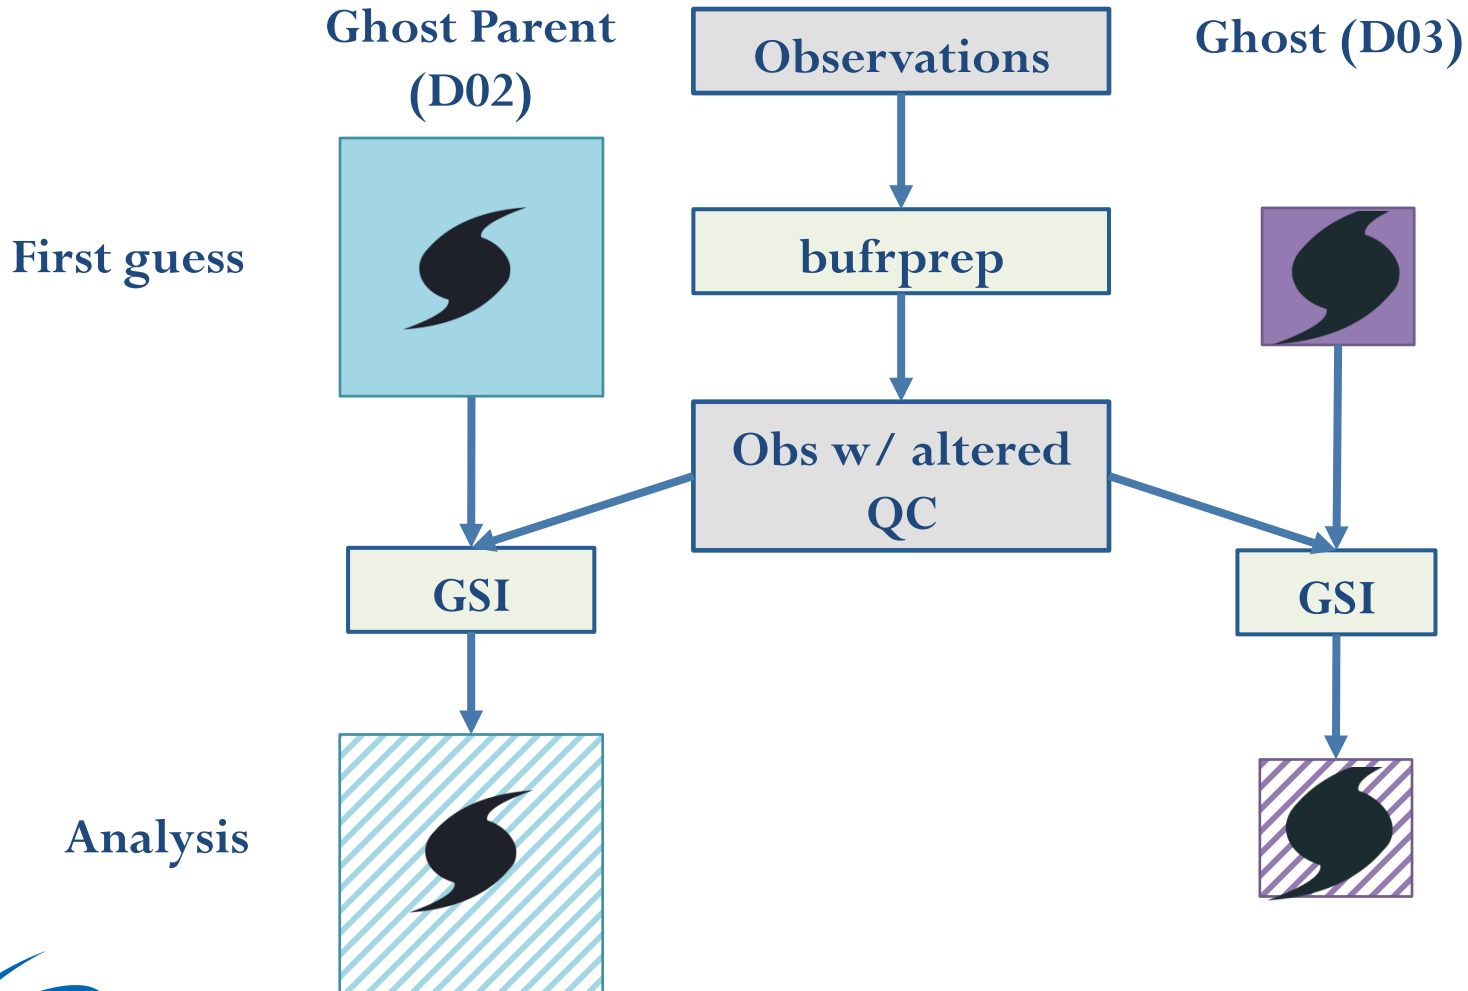 Ghost Parent
(D02)
Observations
Ghost (D03)
First guess
bufrprep
Obs w/ altered
QC
GSI
GSI
Analysis